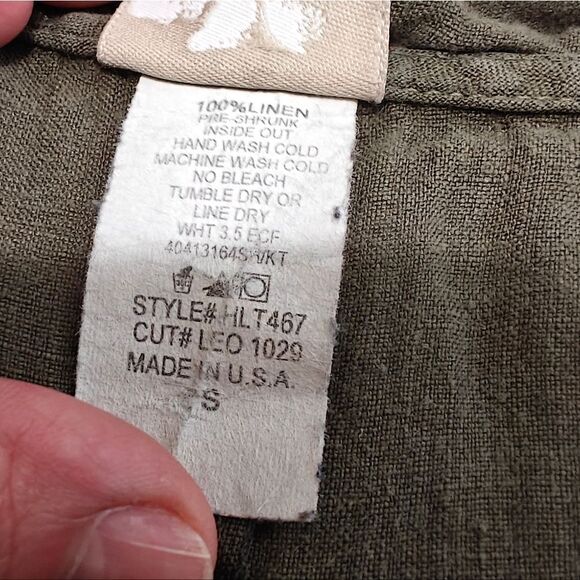 100%LINEN
PRE-SHRUNK
INSIDE OUT
HAND WASH COLD
MACHINE WASH COLD
NO BLEACH
TUMBLE DRY OR
LINE DRY
WHT 3.5 ECF
STYLE# HLT467
CUT# LEO 1029
MADE IN U.S.A.
S